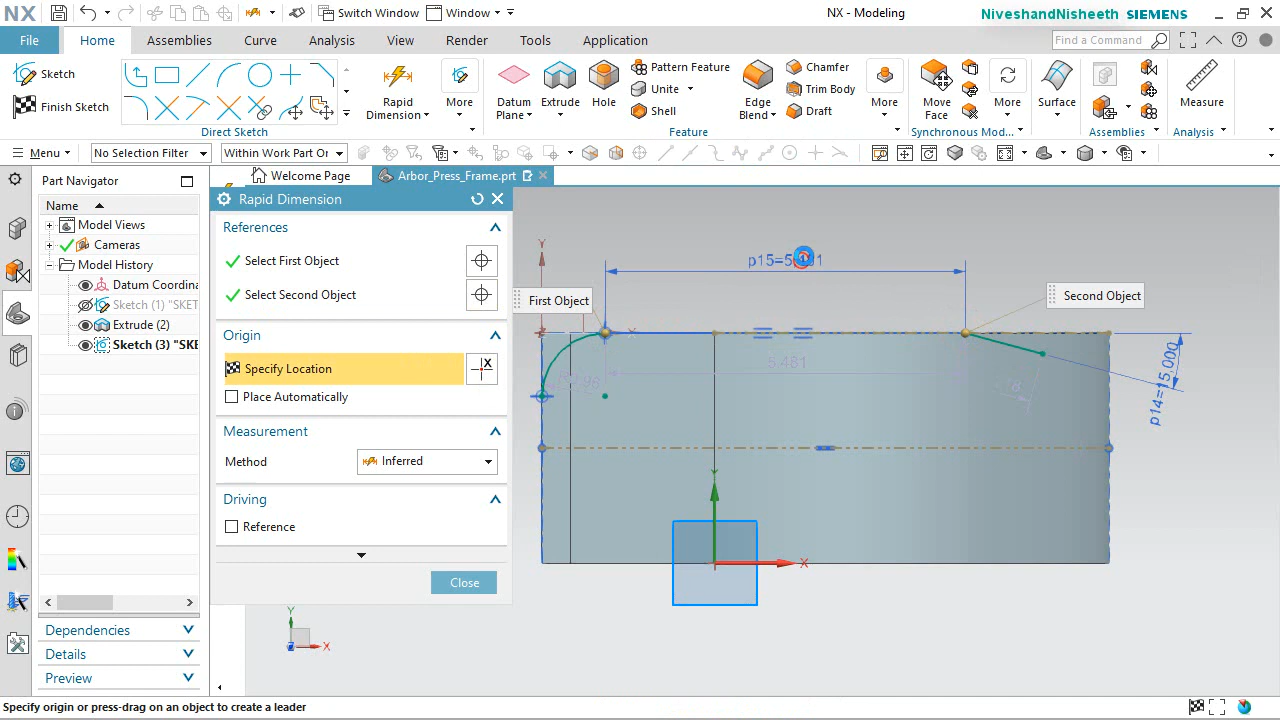 NX
Switch Window
Window
NX - Modeling
NiveshandNisheeth SIEMENS
File
Home
Assemblies
Curve
Analysis
View
Render
Tools
Application
Find a Command
Sketch
Finish Sketch
Direct Sketch
Rapid Dimension
More
Datum Plane
Extrude
Hole
Pattern Feature
Unite
Shell
Edge Blend
Chamfer
Trim Body
Draft
More
Feature
Move Face
More
Synchronous Mod...
Surface
Assemblies
Measure
Analysis
Menu
No Selection Filter
Within Work Part Or
Part Navigator
Welcome Page
Arbor_Press_Frame.prt
Name
Model Views
Cameras
Model History
Datum Coordina
Sketch (1) "SKET
Extrude (2)
Sketch (3) "SKE
Dependencies
Details
Preview
Rapid Dimension
References
Select First Object
Select Second Object
Origin
Specify Location
Place Automatically
Measurement
Method
Inferred
Driving
Reference
Close
First Object
Second Object
5.481
p14=15.000
Y
X
Y
X
Y
X
Specify origin or press-drag on an object to create a leader